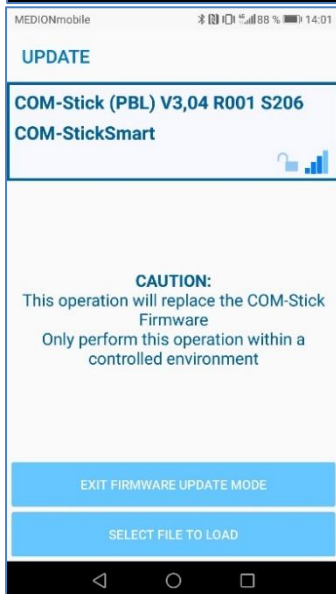 MEDIONmobile 88 % 14:01
UPDATE
COM-Stick (PBL) V3,04 R001 S206
COM-StickSmart
CAUTION:
This operation will replace the COM-Stick
Firmware
Only perform this operation within a
controlled environment
EXIT FIRMWARE UPDATE MODE
SELECT FILE TO LOAD